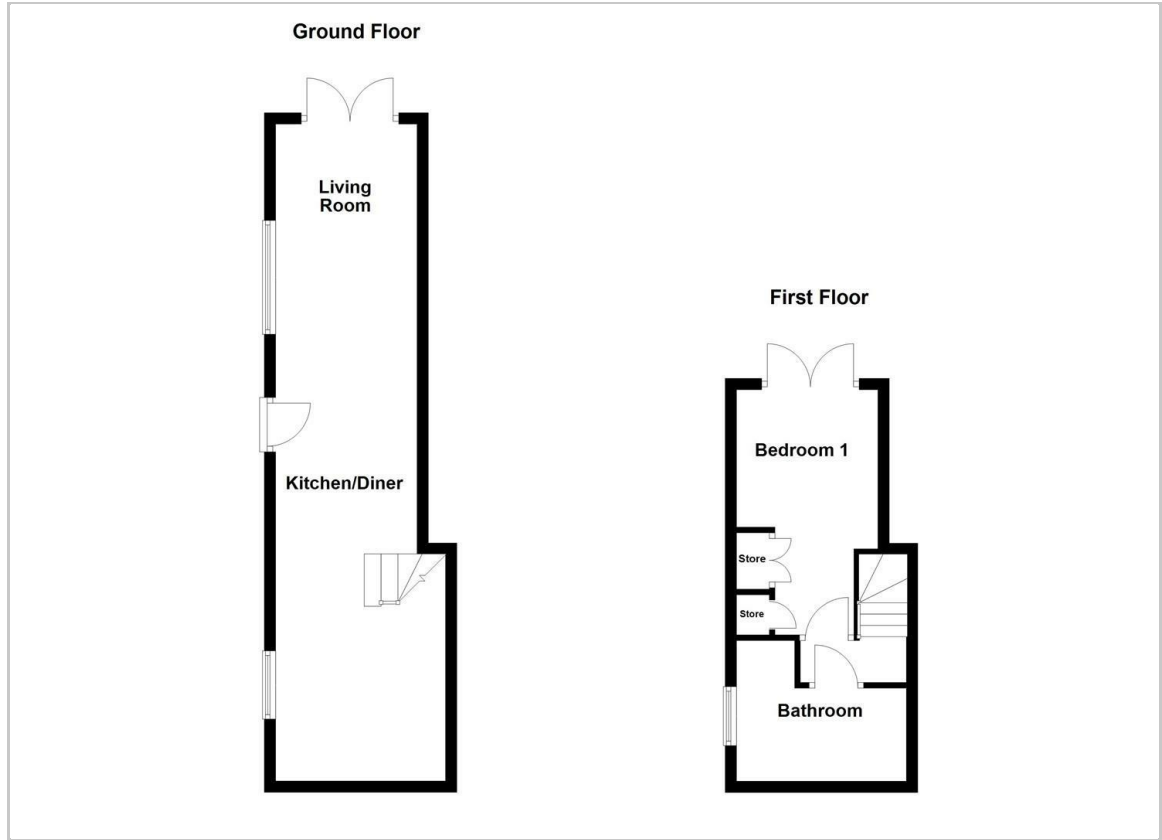 Ground Floor
Living
Room
Kitchen/Diner
First Floor
Bedroom 1
Store
Store
Bathroom